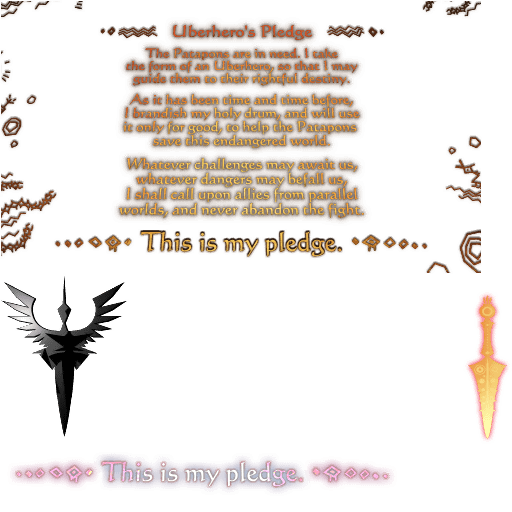 Uberhero's Pledge
The Patapons are in need. I take
the form of an Uberhero, so that I may
guide them to their rightful destiny.
As it has been time and time before,
I brandish my holy drum, and will use
it only for good, to help the Patapons
save this endangered world.
Whatever challenges may await us,
whatever dangers may befall us,
I shall call upon allies from parallel
worlds, and never abandon the fight.
This is my pledge.
This is my pledge.